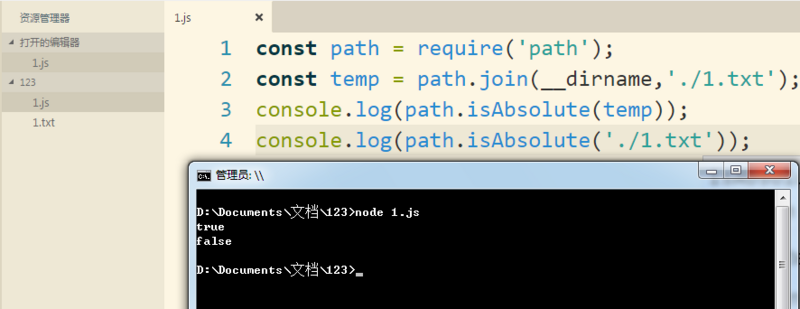 资源管理器
打开的编辑器
1.js
123
1.js
1.txt
1.js
1 const path = require('path');
2 const temp = path.join(__dirname,'./1.txt');
3 console.log(path.isAbsolute(temp));
4 console.log(path.isAbsolute('./1.txt'));
C:\. 管理员: \\
D:\Documents\文档\123>node 1.js
true
false
D:\Documents\文档\123>_